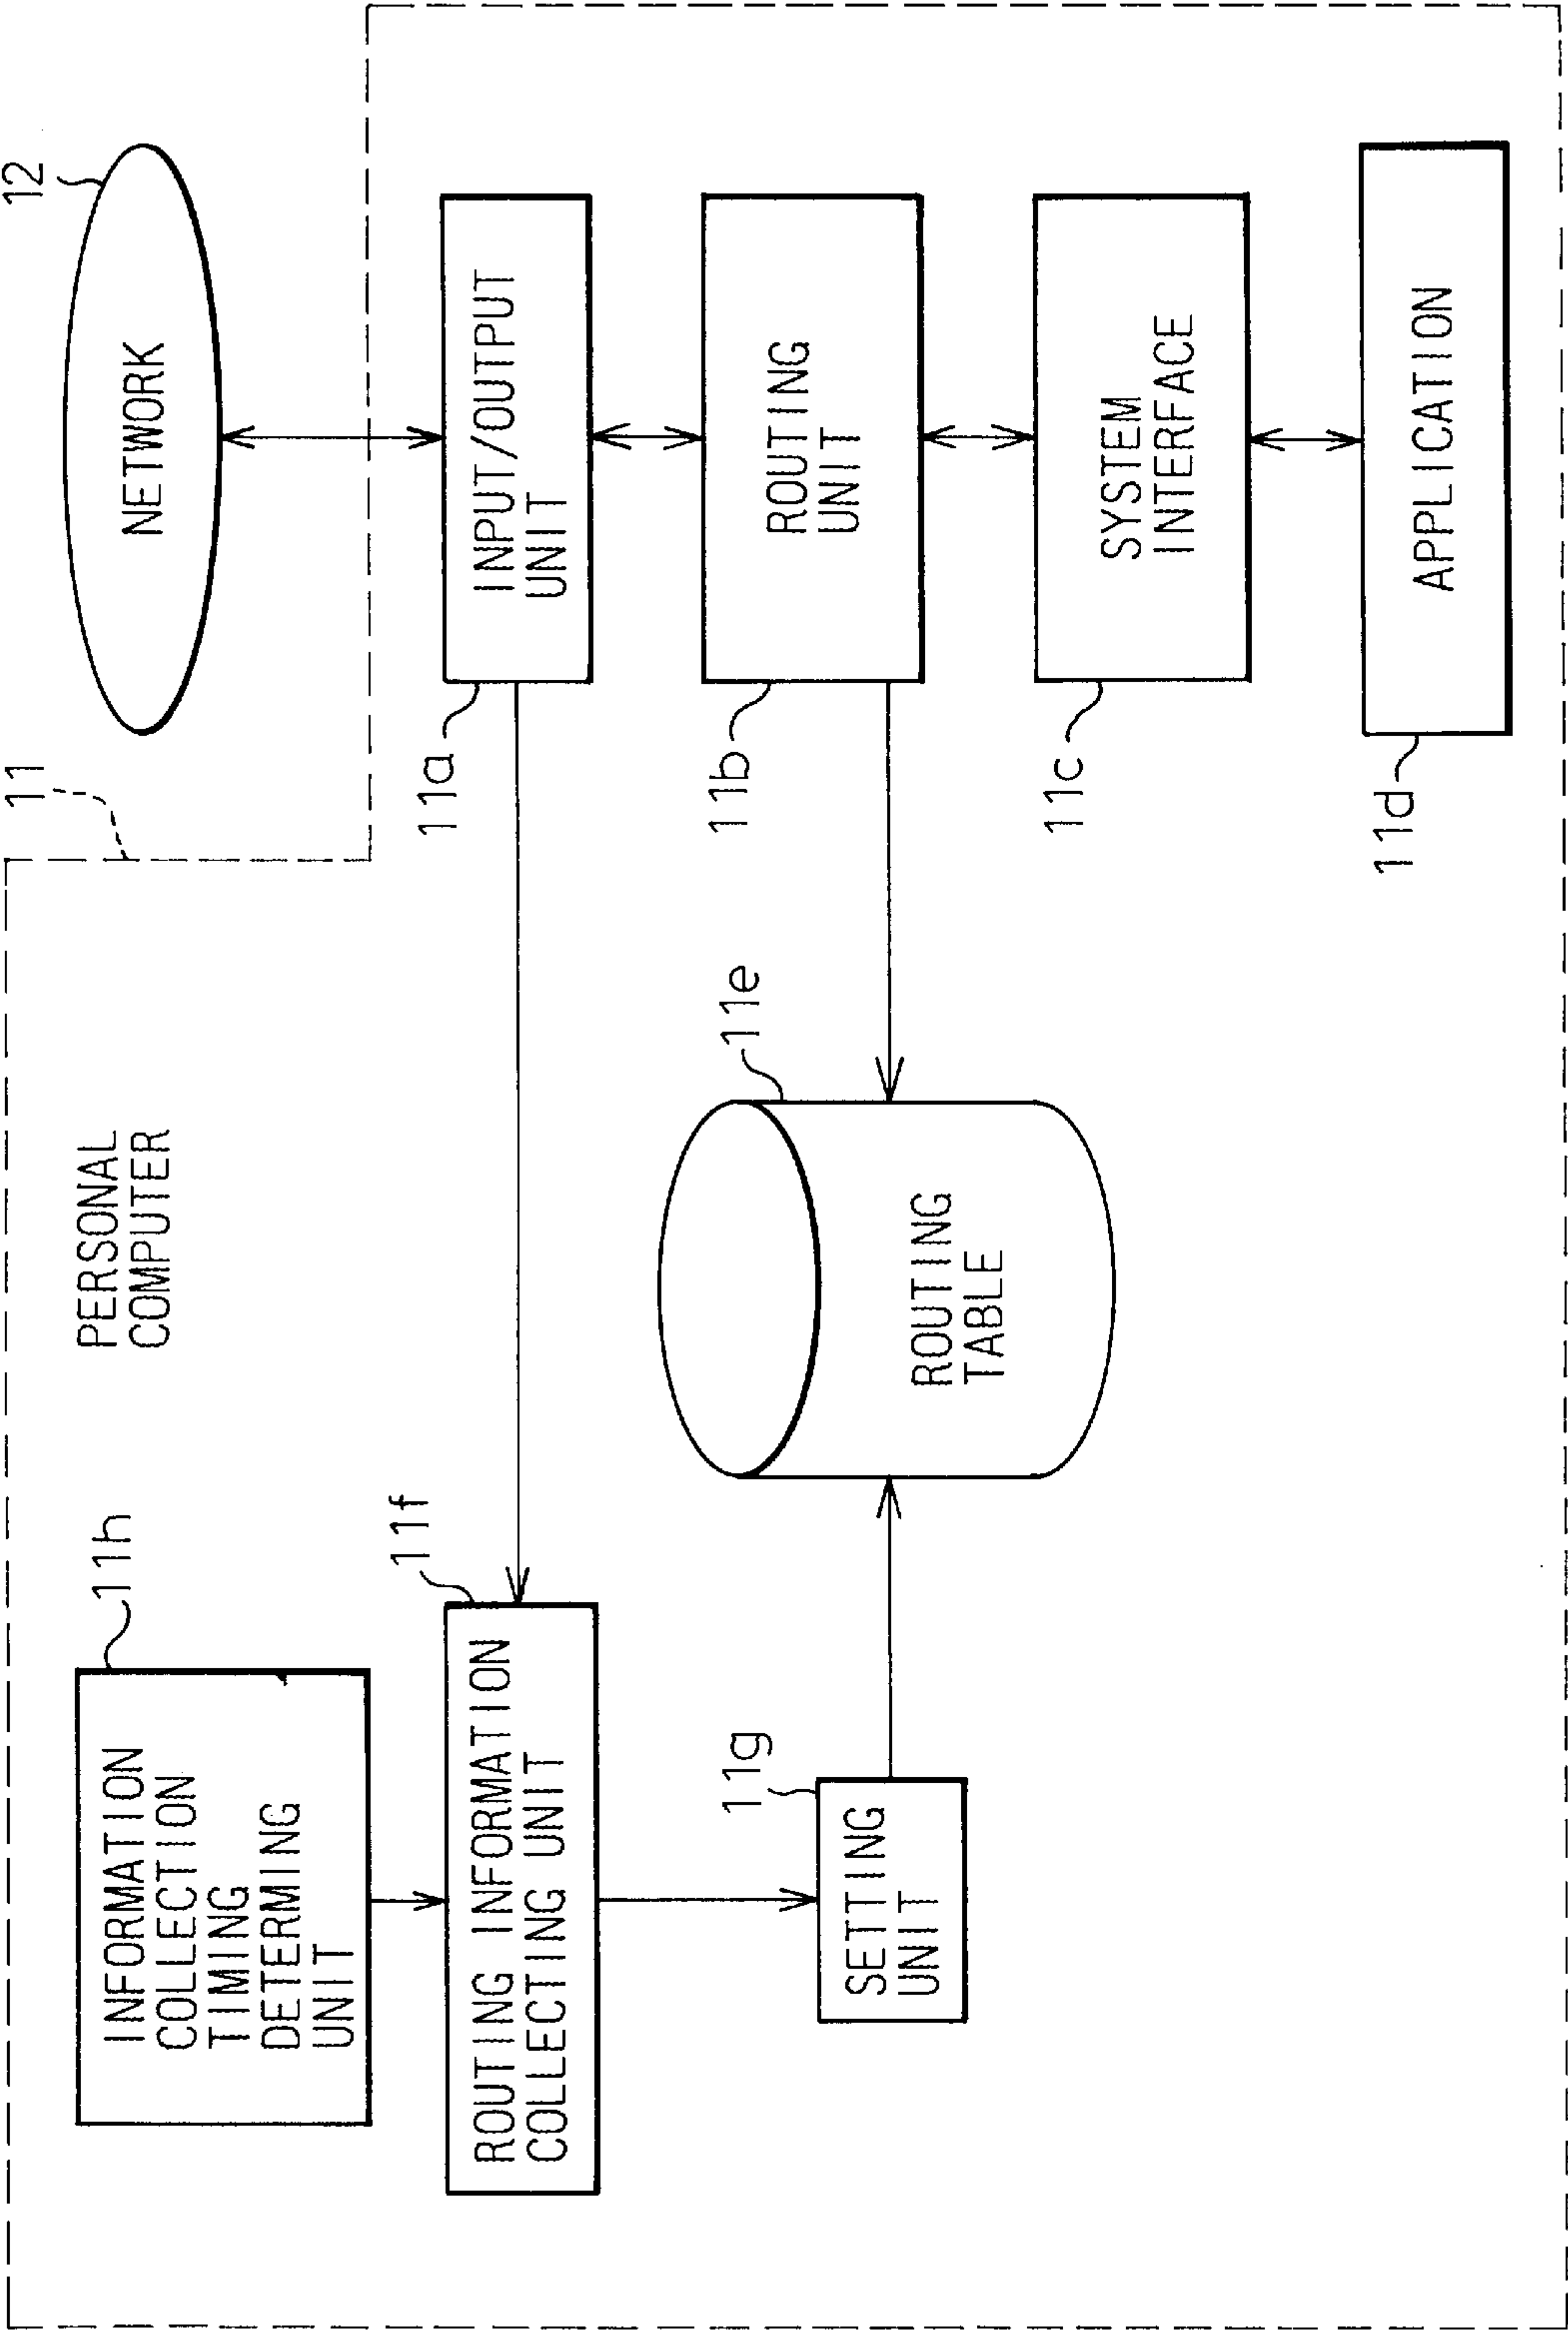 12
NETWORK
11
PERSONAL
COMPUTER
11h
INFORMATION
COLLECTION
TIMING
DETERMING
UNIT
11f
ROUTING INFORMATION
COLLECTING UNIT
11a
INPUT/OUTPUT
UNIT
11e
ROUTING
TABLE
11b
ROUTING
UNIT
11g
SETTING
UNIT
11c
SYSTEM
INTERFACE
11d
APPLICATION